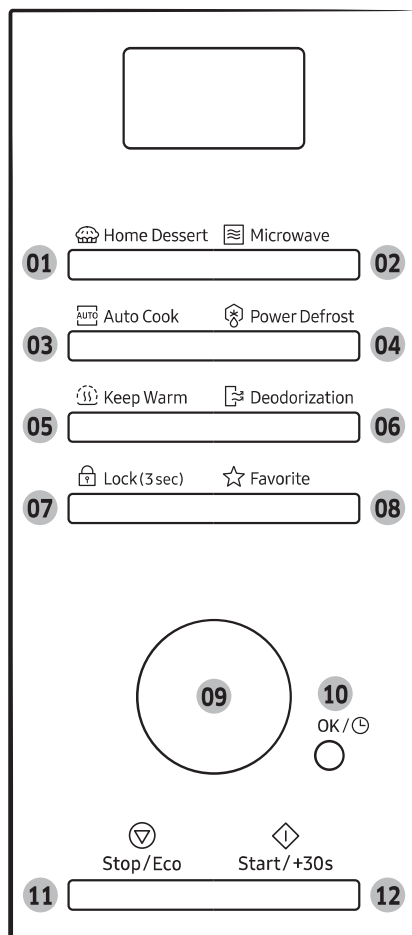 Home Dessert Microwave
01 02
AUTO Auto Cook Power Defrost
03 04
Keep Warm Deodorization
05 06
Lock (3 sec) Favorite
07 08
09
10
OK /
Stop/Eco Start/+30s
11 12